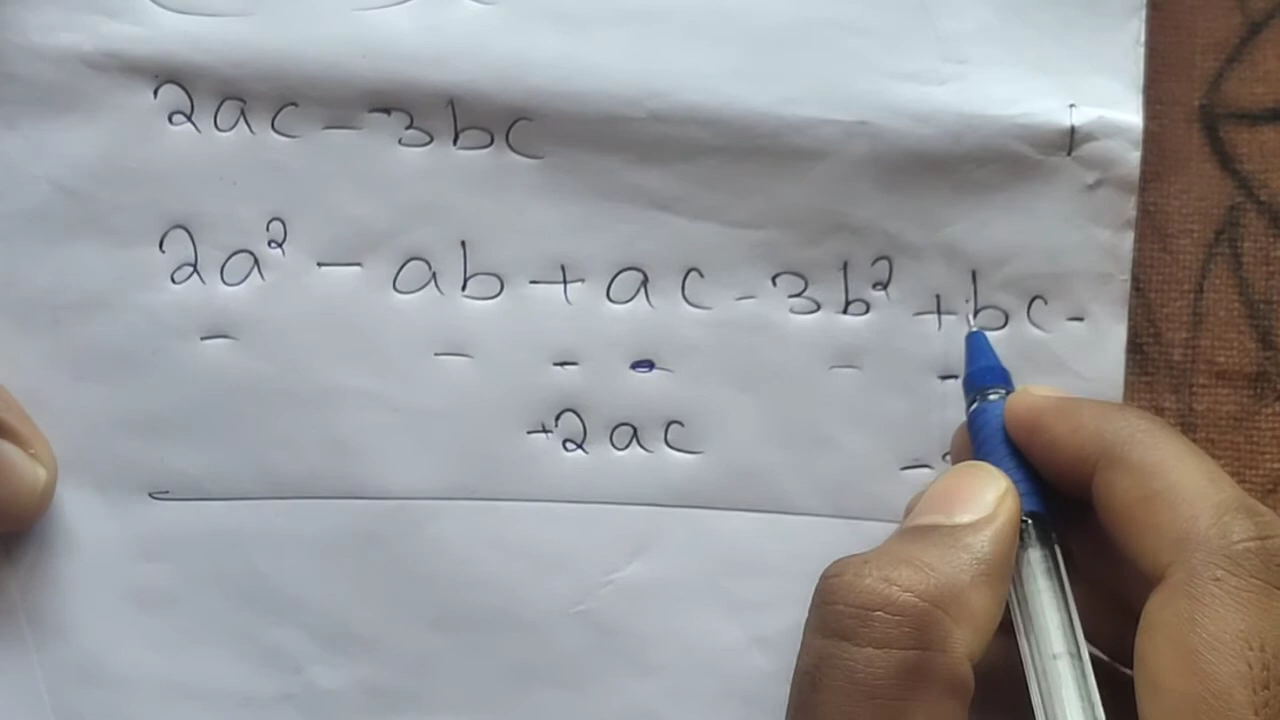 2ac - 3bc
2a² - ab + ac - 3b² + bc -
- - - - - -
+2ac -